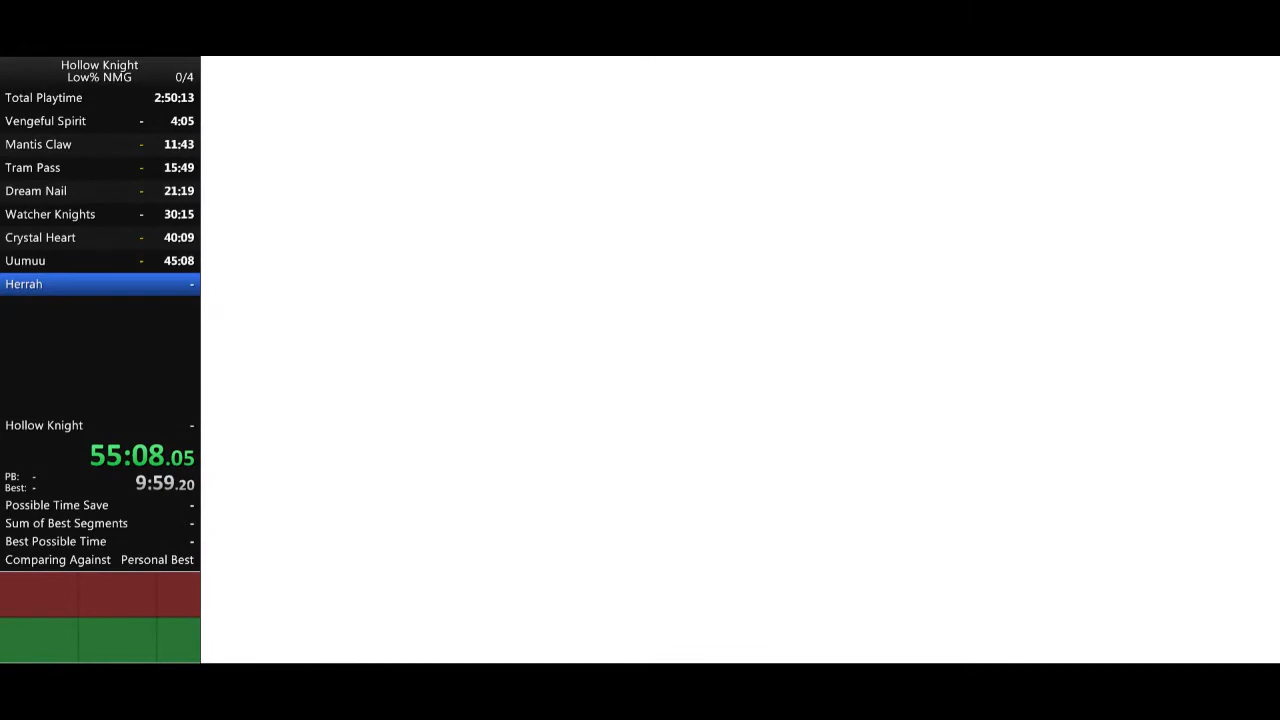 Hollow Knight
Low% NMG 0/4
Total Playtime 2:50:13
Vengeful Spirit - 4:05
Mantis Claw - 11:43
Tram Pass - 15:49
Dream Nail - 21:19
Watcher Knights - 30:15
Crystal Heart - 40:09
Uumuu - 45:08
Herrah -
Hollow Knight -
55:08.05
PB: -
Best: - 9:59.20
Possible Time Save -
Sum of Best Segments -
Best Possible Time -
Comparing Against Personal Best